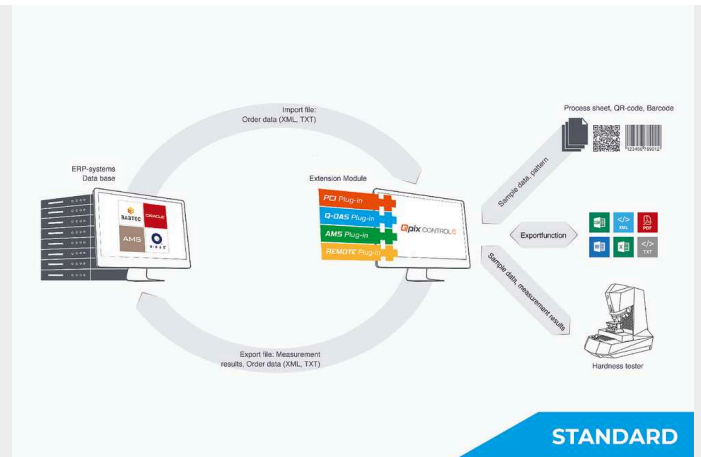 Import file:
Order data (XML, TXT)
Process sheet, QR-code, Barcode
ERP-systems
Data base
BABTEC
ORACLE
AMS
Extension Module
PCI Plug-in
Q-DAS Plug-in
AMS Plug-in
REMOTE Plug-in
Qpix CONTROL
Sample data, pattern
Exportfunction
XML
PDF
TXT
Sample data, measurement results
Hardness tester
Export file: Measurement
results, Order data (XML, TXT)
STANDARD